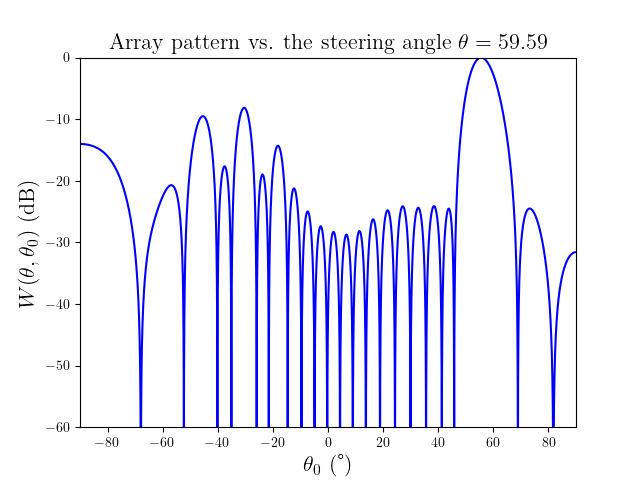 Array pattern vs. the steering angle θ = 59.59
0
−10
−20
−30
−40
−50
−60
W(θ, θ₀) (dB)
−80 −60 −40 −20 0 20 40 60 80
θ₀ (°)